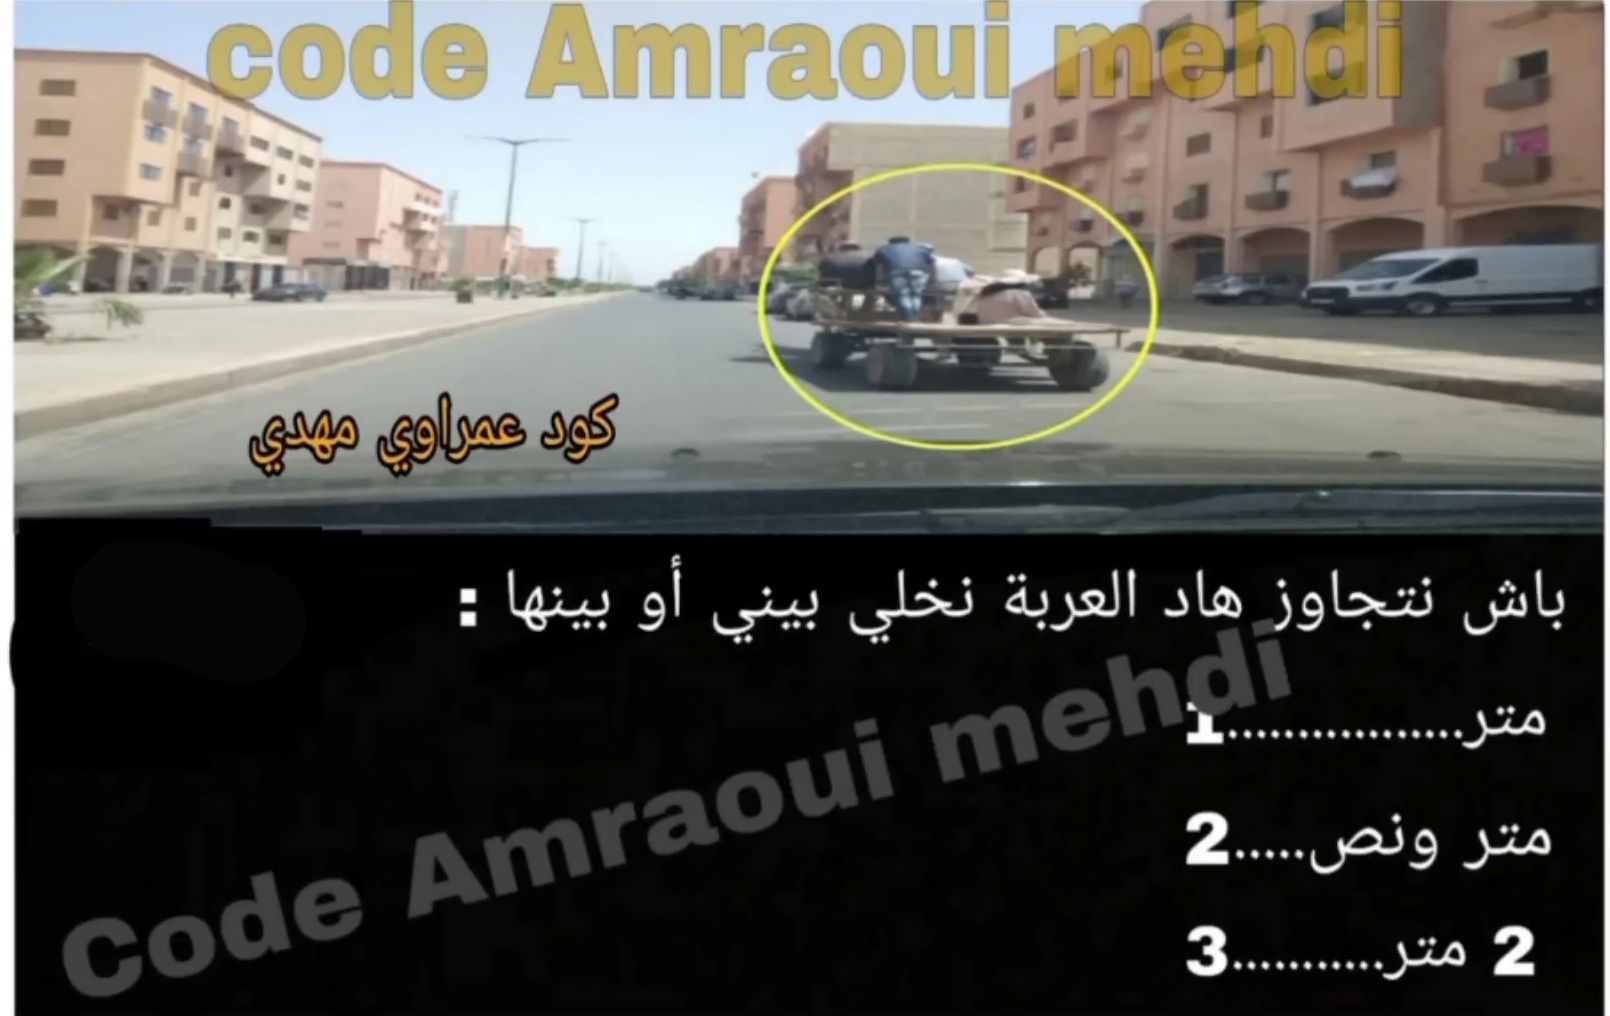 code Amraoui mehdi
كود عمراوي مهدي
باش نتجاوز هاد العربة نخلي بيني أو بينها :
متر.................1
متر ونص.....2
2 متر...........3
Code Amraoui mehdi